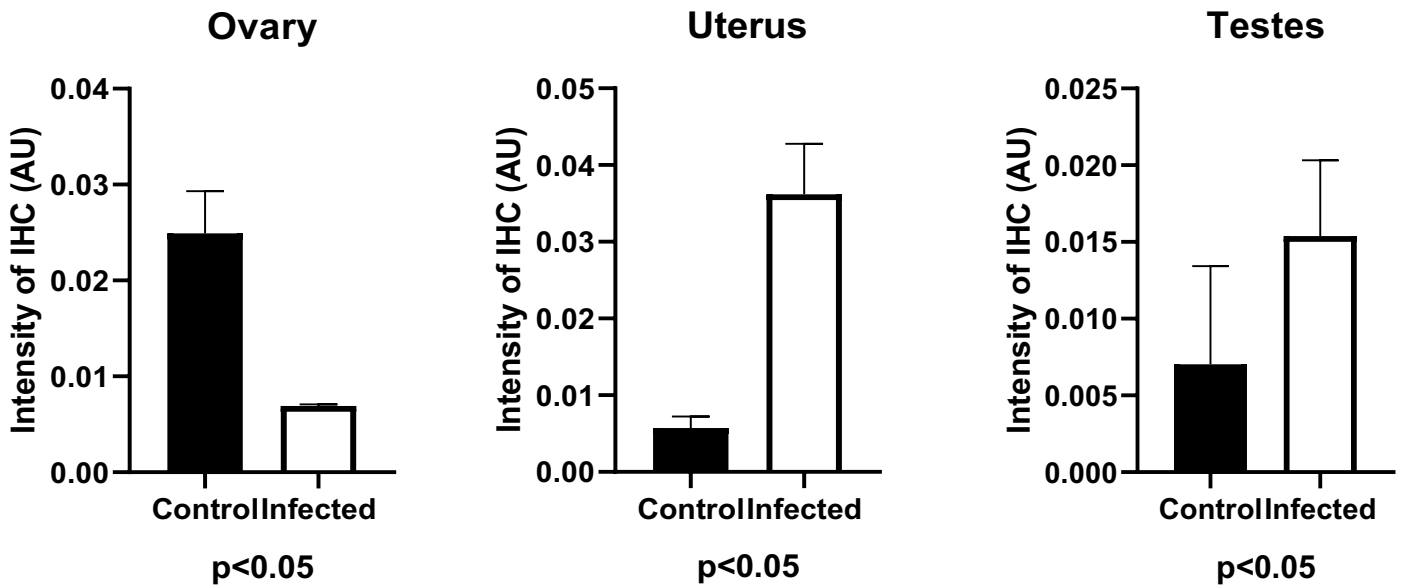 Ovary
Intensity of IHC (AU)
0.04
0.03
0.02
0.01
0.00
Control Infected
p<0.05
Uterus
Intensity of IHC (AU)
0.05
0.04
0.03
0.02
0.01
0.00
Control Infected
p<0.05
Testes
Intensity of IHC (AU)
0.025
0.020
0.015
0.010
0.005
0.000
Control Infected
p<0.05